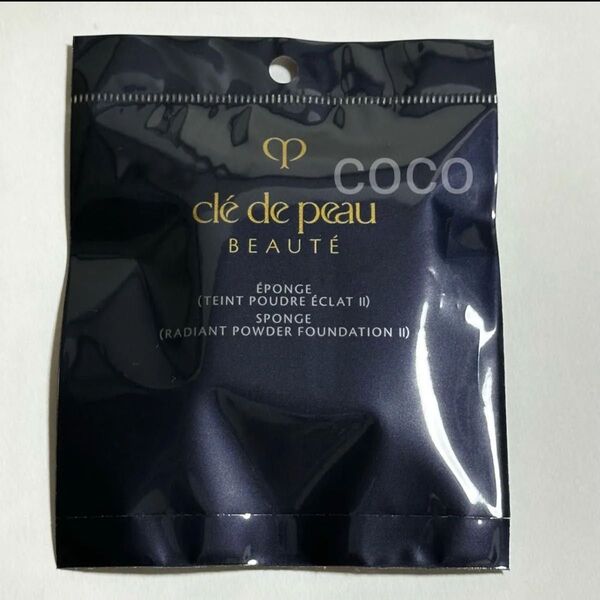 coco
clé de peau
BEAUTÉ
ÉPONGE
(TEINT POUDRE ÉCLAT II)
SPONGE
(RADIANT POWDER FOUNDATION II)